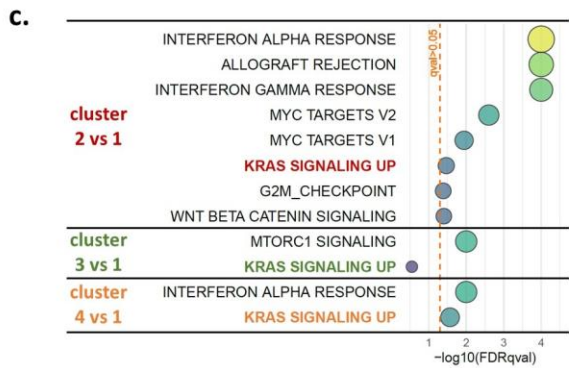 c.
INTERFERON ALPHA RESPONSE
ALLOGRAFT REJECTION
INTERFERON GAMMA RESPONSE
cluster
2 vs 1
MYC TARGETS V2
MYC TARGETS V1
KRAS SIGNALING UP
G2M_CHECKPOINT
WNT BETA CATENIN SIGNALING
qval>0.05
cluster
3 vs 1
MTORC1 SIGNALING
KRAS SIGNALING UP
cluster
4 vs 1
INTERFERON ALPHA RESPONSE
KRAS SIGNALING UP
1 2 3 4
−log10(FDRqval)